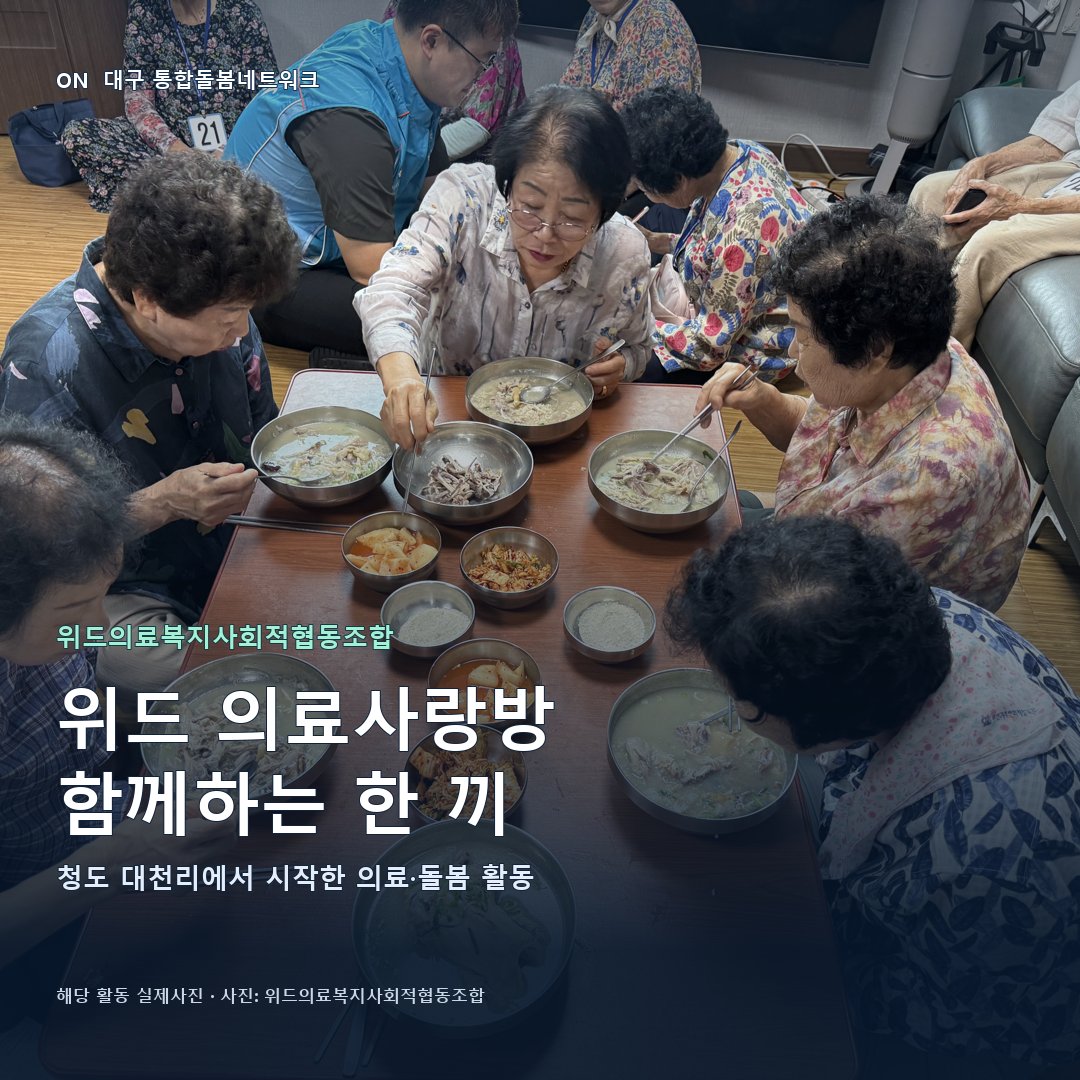 ON 대구 통합돌봄네트워크
21
위드의료복지사회적협동조합
위드 의료사랑방
함께하는 한 끼
청도 대천리에서 시작한 의료·돌봄 활동
해당 활동 실제사진 · 사진: 위드의료복지사회적협동조합